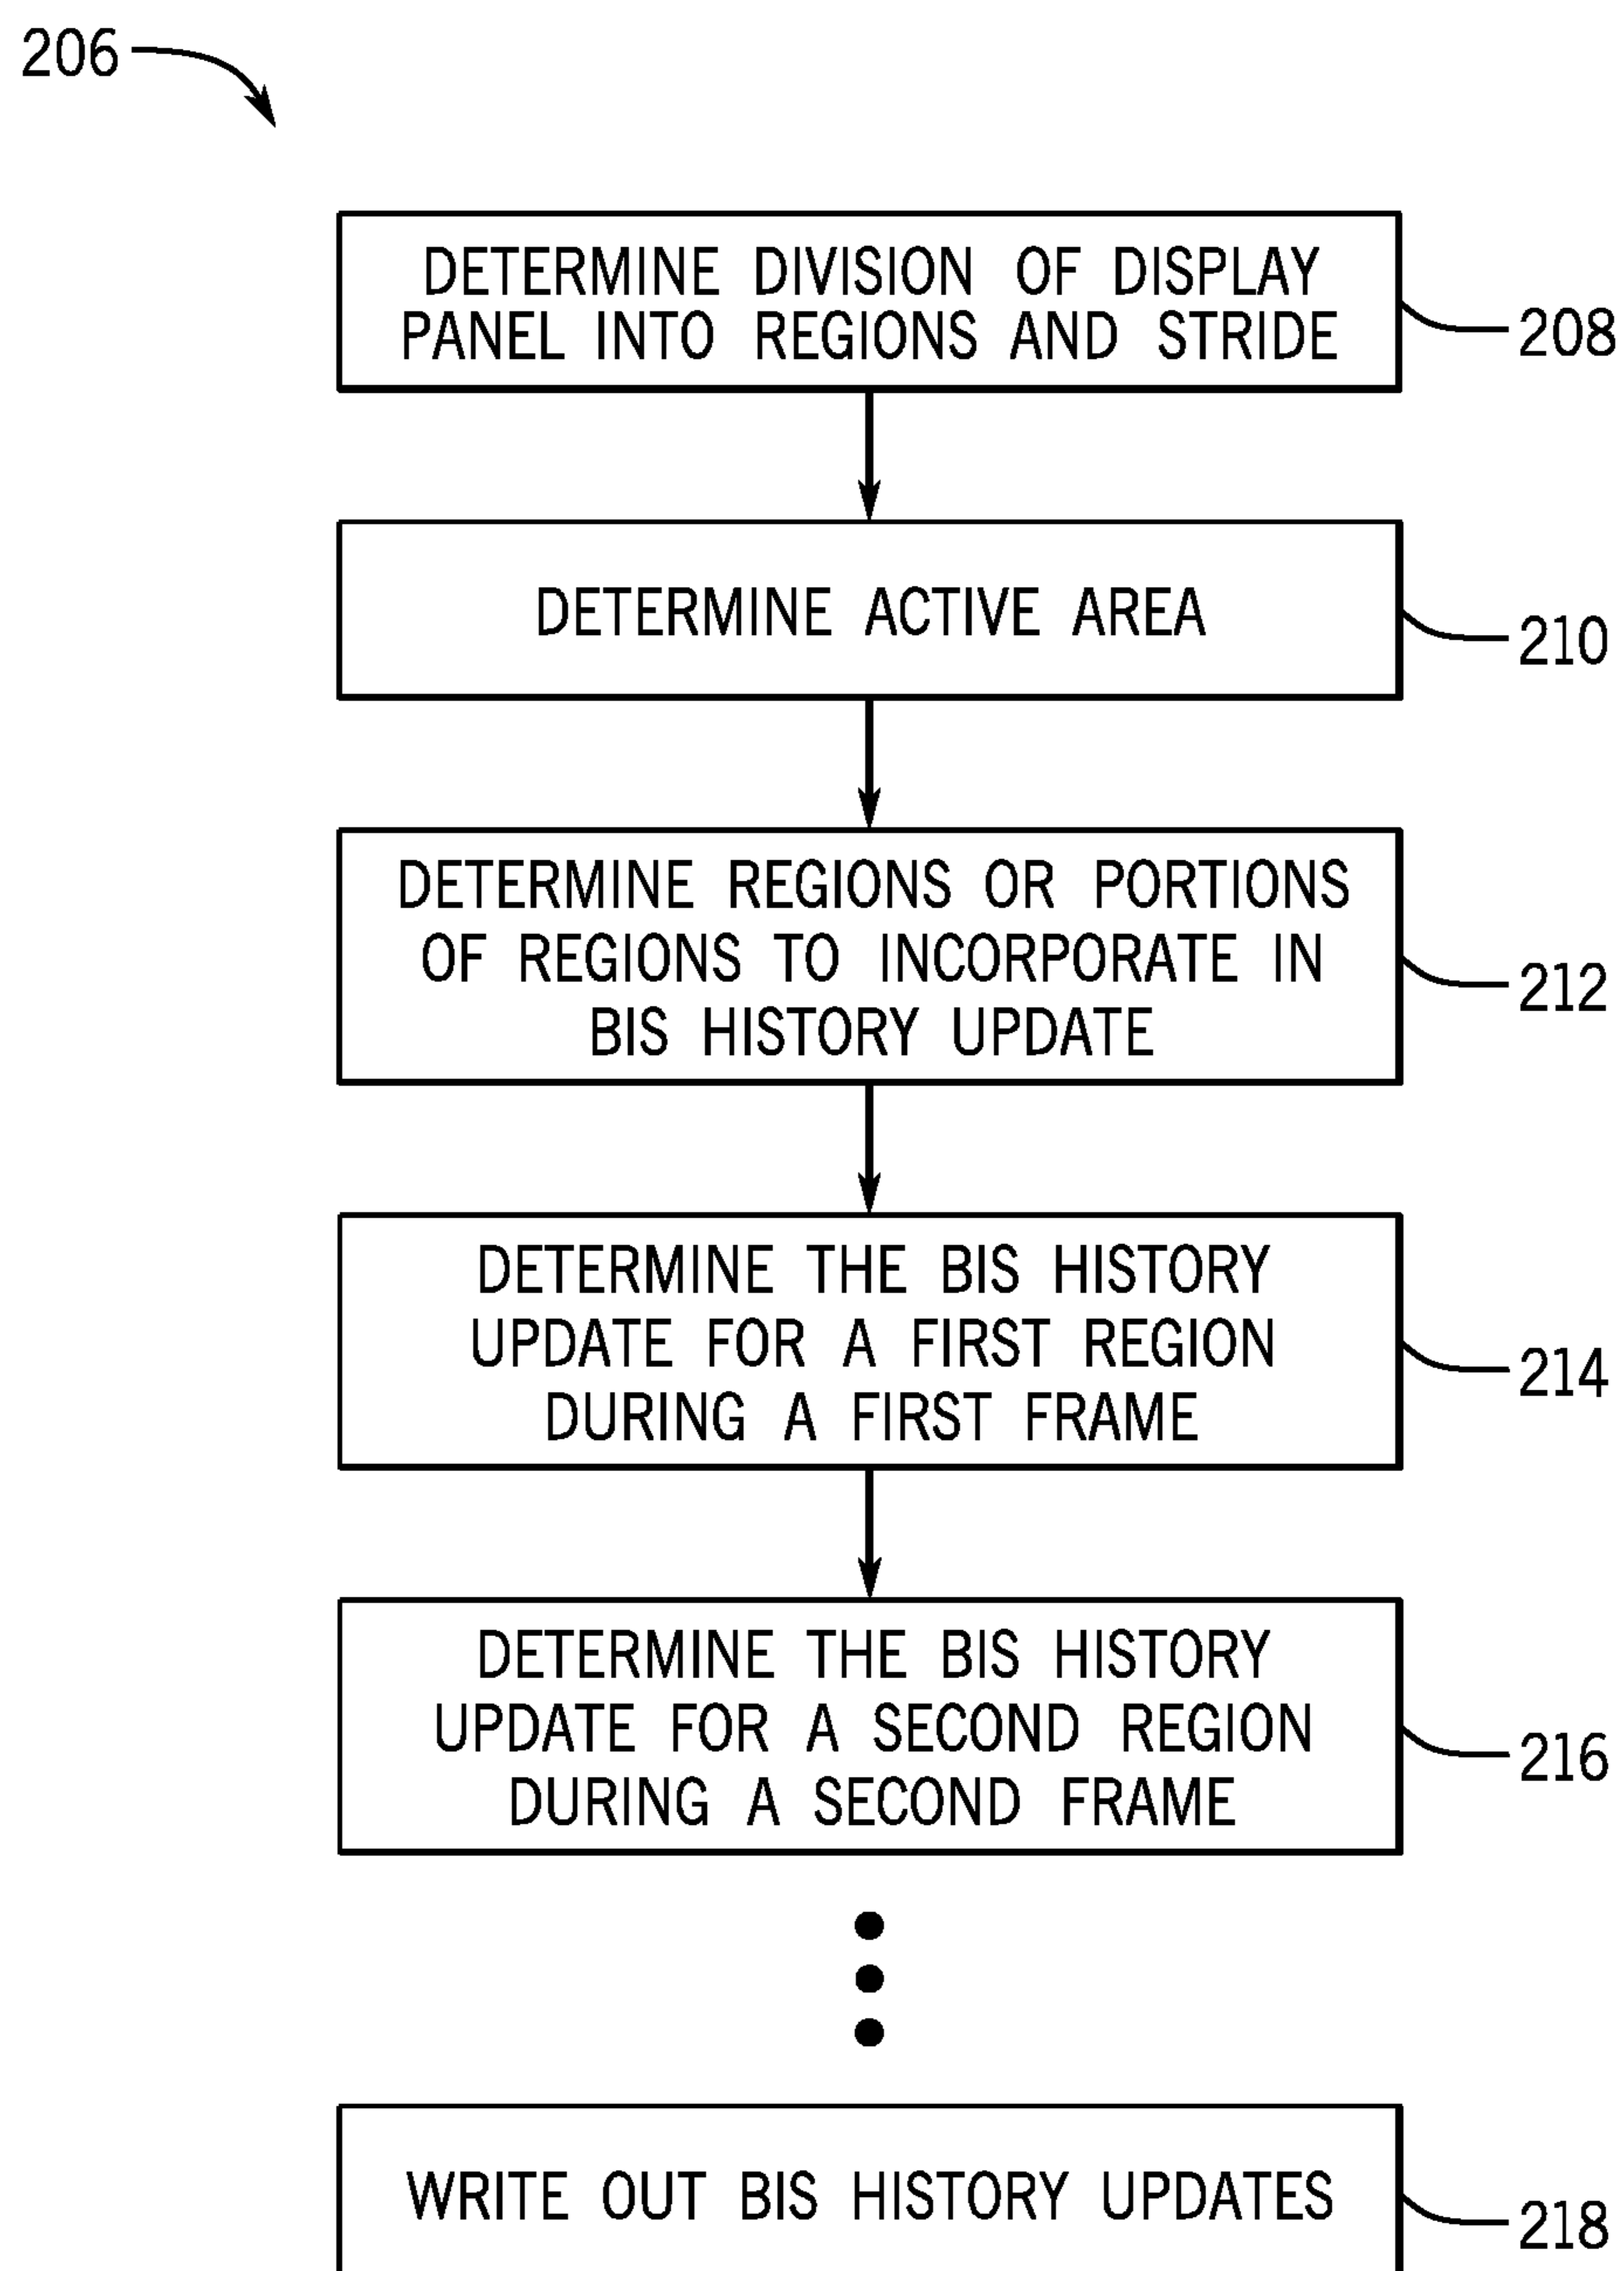 206
DETERMINE DIVISION OF DISPLAY
PANEL INTO REGIONS AND STRIDE
208
DETERMINE ACTIVE AREA
210
DETERMINE REGIONS OR PORTIONS
OF REGIONS TO INCORPORATE IN
BIS HISTORY UPDATE
212
DETERMINE THE BIS HISTORY
UPDATE FOR A FIRST REGION
DURING A FIRST FRAME
214
DETERMINE THE BIS HISTORY
UPDATE FOR A SECOND REGION
DURING A SECOND FRAME
216
WRITE OUT BIS HISTORY UPDATES
218